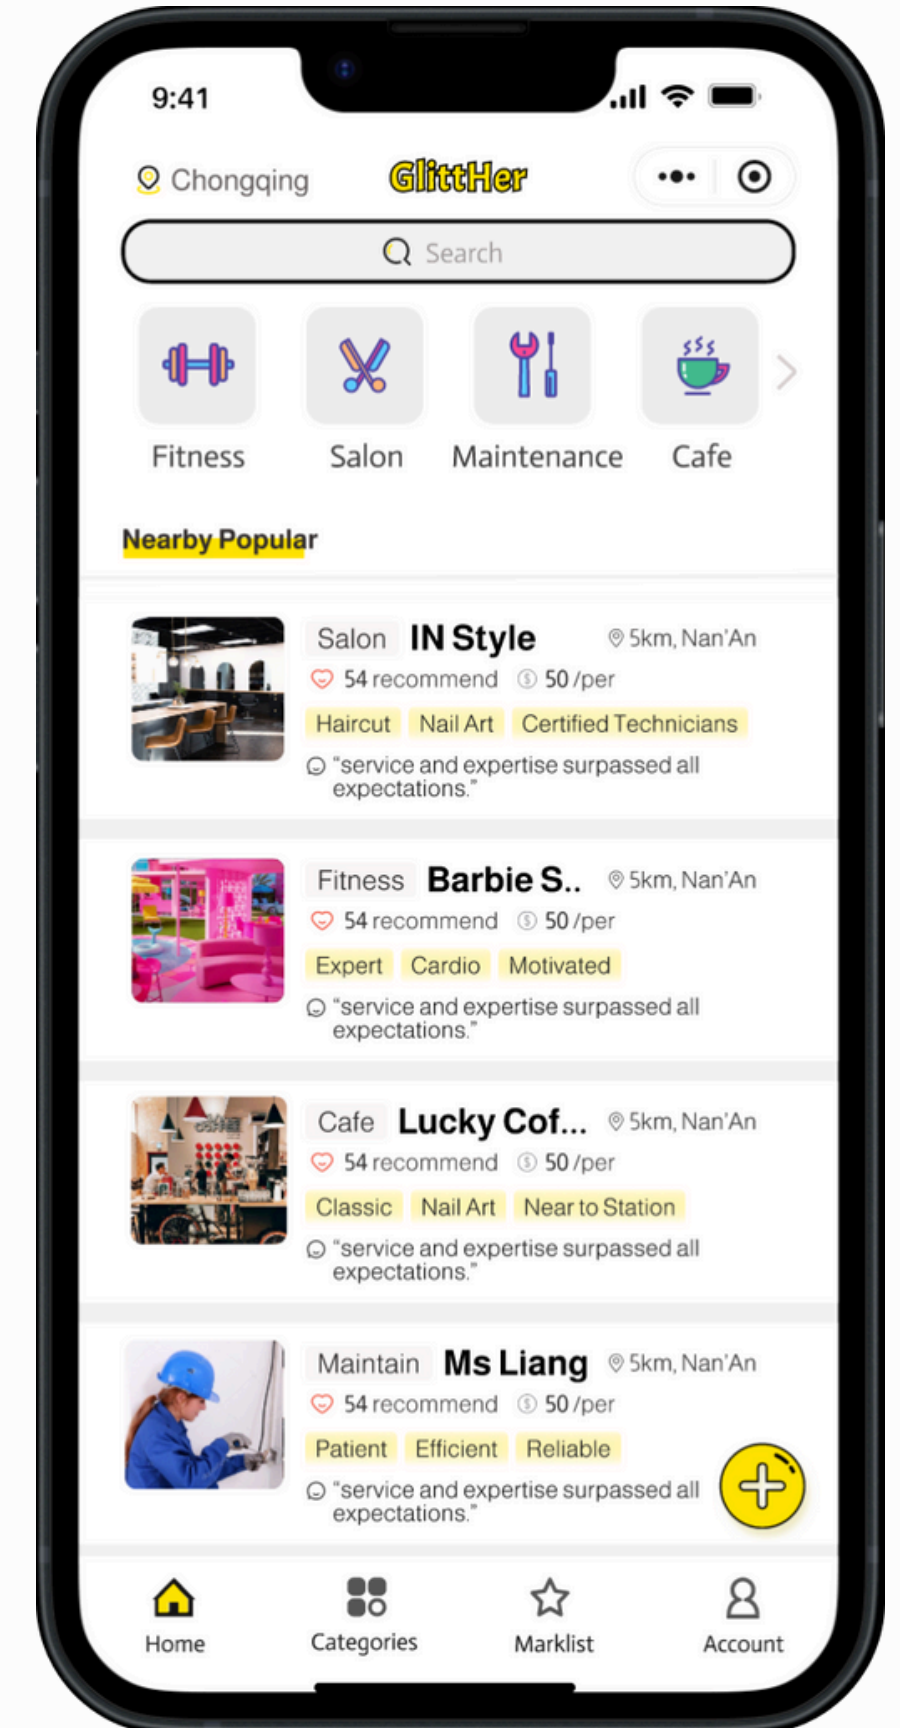 9:41
Chongqing
GlittHer
Search
Fitness
Salon
Maintenance
Cafe
Nearby Popular
Salon IN Style 5km, Nan'An
54 recommend $ 50 /per
Haircut Nail Art Certified Technicians
“service and expertise surpassed all
expectations.”
Fitness Barbie S.. 5km, Nan'An
54 recommend $ 50 /per
Expert Cardio Motivated
“service and expertise surpassed all
expectations.”
Cafe Lucky Cof... 5km, Nan'An
54 recommend $ 50 /per
Classic Nail Art Near to Station
“service and expertise surpassed all
expectations.”
Maintain Ms Liang 5km, Nan'An
54 recommend $ 50 /per
Patient Efficient Reliable
“service and expertise surpassed all
expectations.”
Home
Categories
Marklist
Account